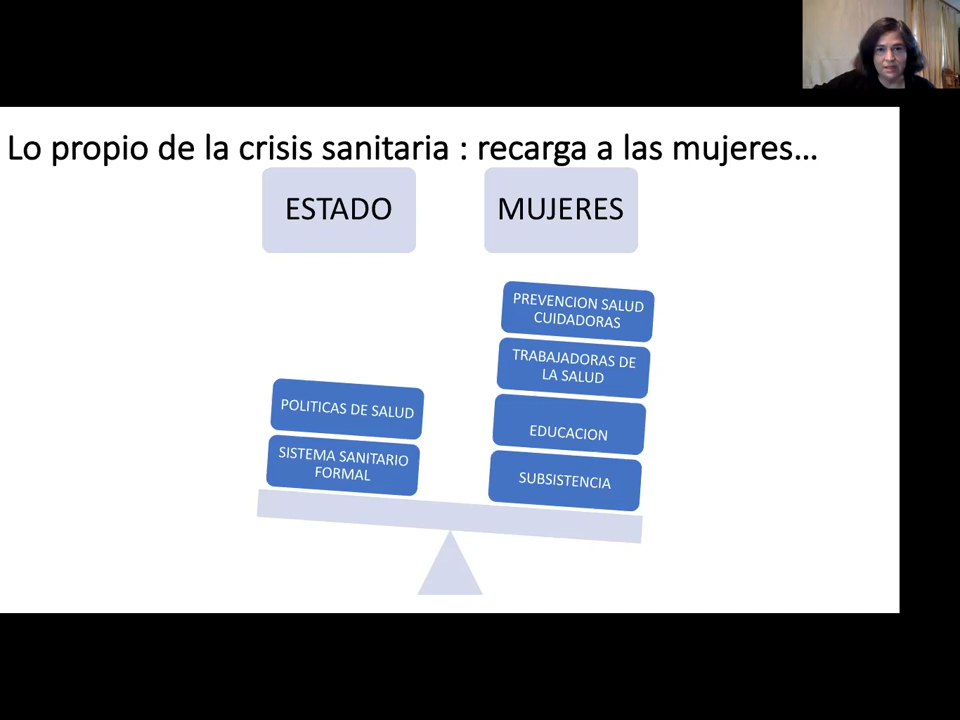 Lo propio de la crisis sanitaria : recarga a las mujeres...
ESTADO
MUJERES
PREVENCION SALUD
CUIDADORAS
TRABAJADORAS DE
LA SALUD
EDUCACION
SUBSISTENCIA
POLITICAS DE SALUD
SISTEMA SANITARIO
FORMAL